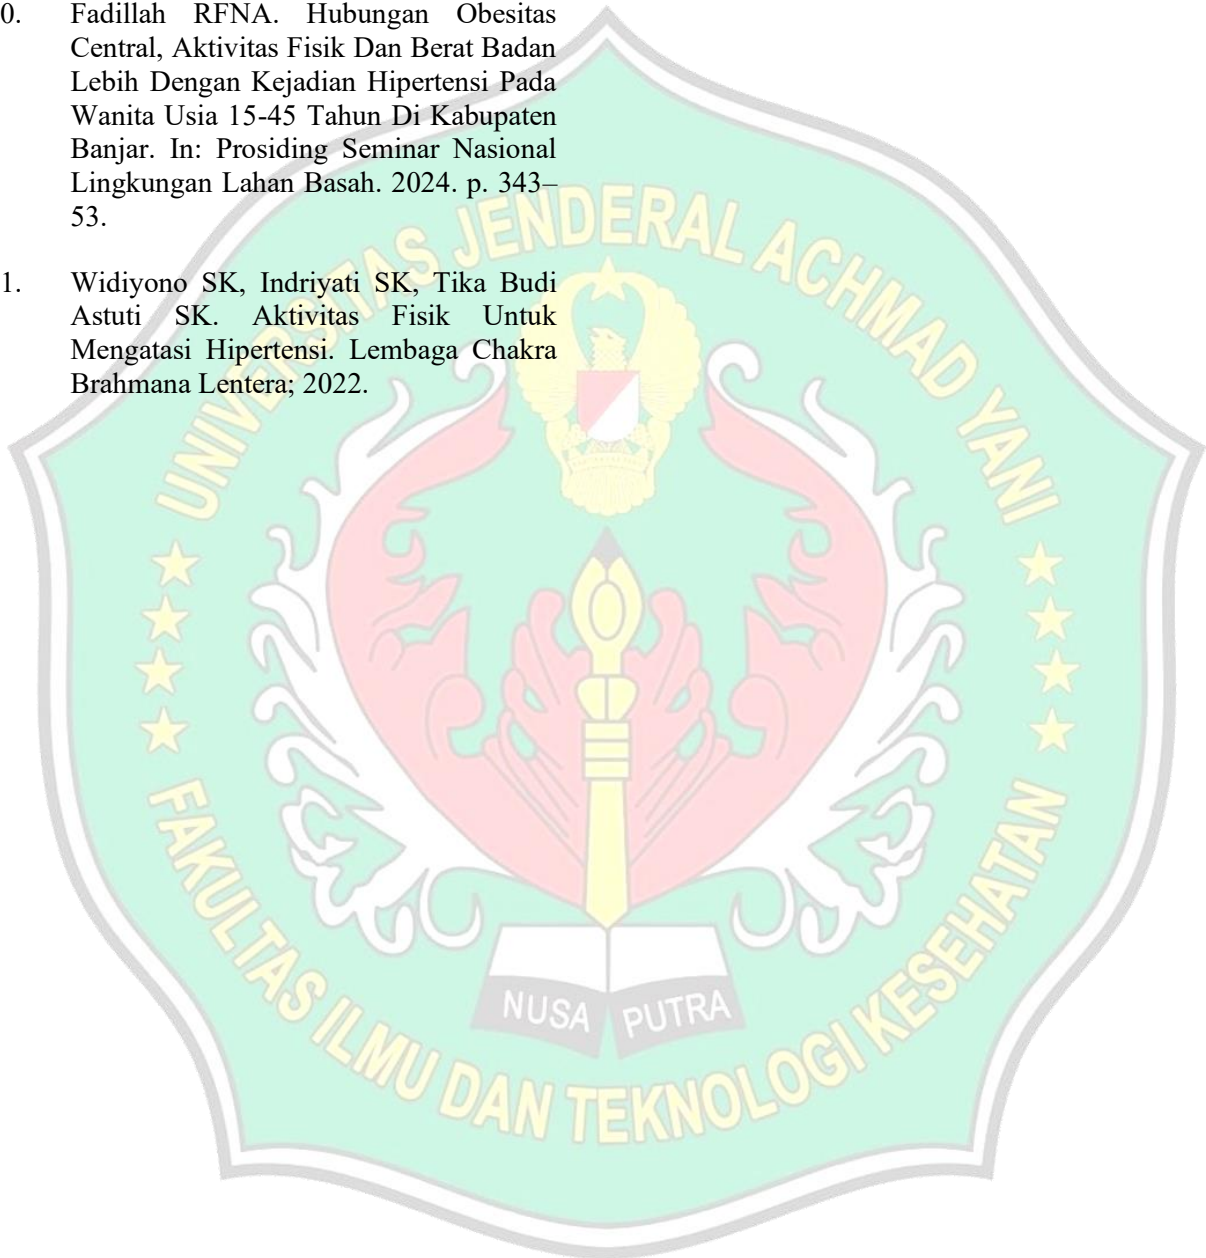 0. Fadillah RFNA. Hubungan Obesitas
Central, Aktivitas Fisik Dan Berat Badan
Lebih Dengan Kejadian Hipertensi Pada
Wanita Usia 15-45 Tahun Di Kabupaten
Banjar. In: Prosiding Seminar Nasional
Lingkungan Lahan Basah. 2024. p. 343–
53.
1. Widiyono SK, Indriyati SK, Tika Budi
Astuti SK. Aktivitas Fisik Untuk
Mengatasi Hipertensi. Lembaga Chakra
Brahmana Lentera; 2022.
UNIVERSITAS JENDERAL ACHMAD YANI
NUSA PUTRA
FAKULTAS ILMU DAN TEKNOLOGI KESEHATAN